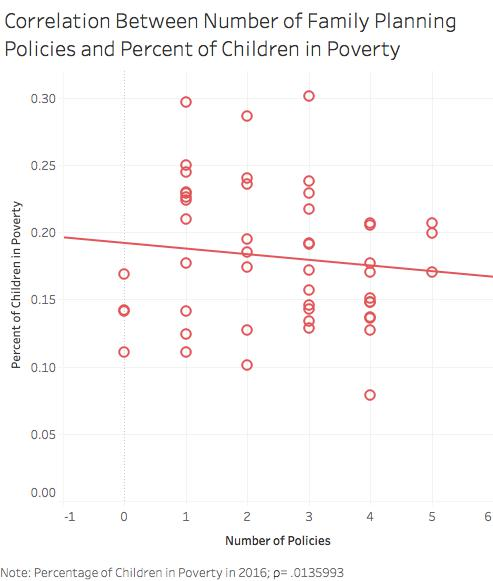 Correlation Between Number of Family Planning
Policies and Percent of Children in Poverty
Percent of Children in Poverty
0.30
0.25
0.20
0.15
0.10
0.05
0.00
-1 0 1 2 3 4 5 6
Number of Policies
Note: Percentage of Children in Poverty in 2016; ρ= .0135993